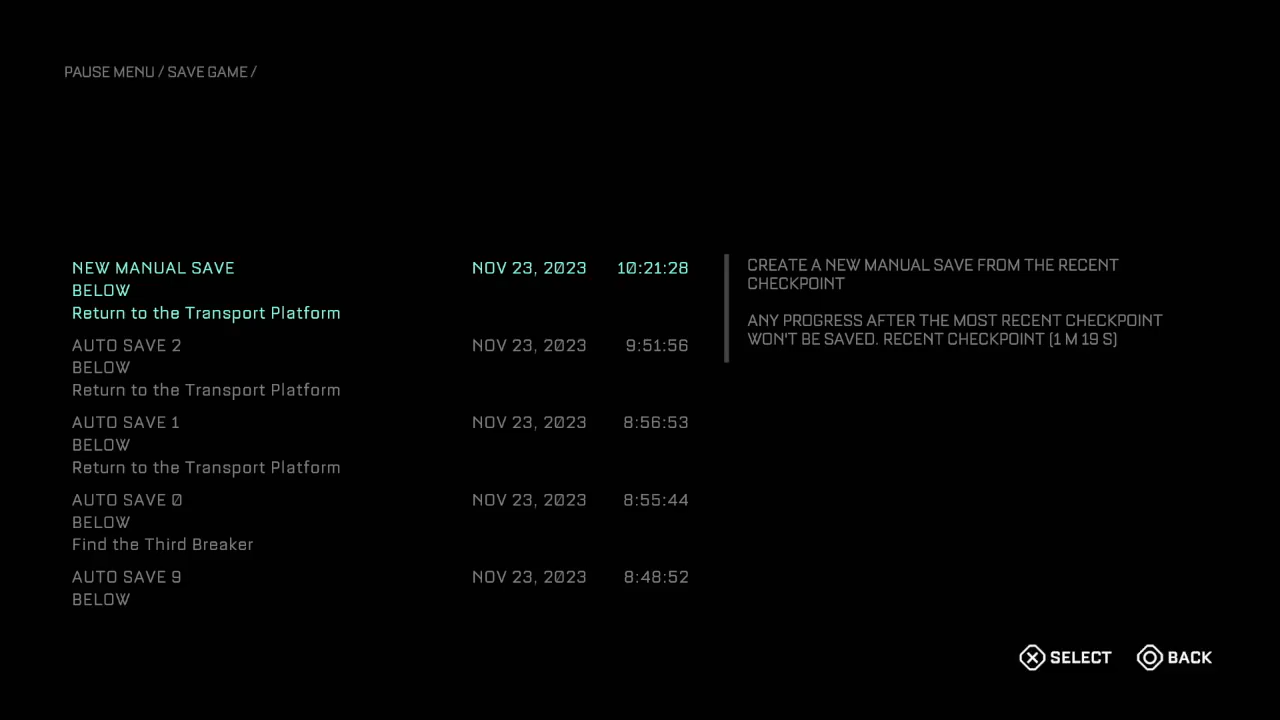 PAUSE MENU / SAVE GAME /
NEW MANUAL SAVE NOV 23, 2023 10:21:28
BELOW
Return to the Transport Platform
AUTO SAVE 2 NOV 23, 2023 9:51:56
BELOW
Return to the Transport Platform
AUTO SAVE 1 NOV 23, 2023 8:56:53
BELOW
Return to the Transport Platform
AUTO SAVE 0 NOV 23, 2023 8:55:44
BELOW
Find the Third Breaker
AUTO SAVE 9 NOV 23, 2023 8:48:52
BELOW
CREATE A NEW MANUAL SAVE FROM THE RECENT
CHECKPOINT
ANY PROGRESS AFTER THE MOST RECENT CHECKPOINT
WON'T BE SAVED. RECENT CHECKPOINT [1 M 19 S]
SELECT BACK